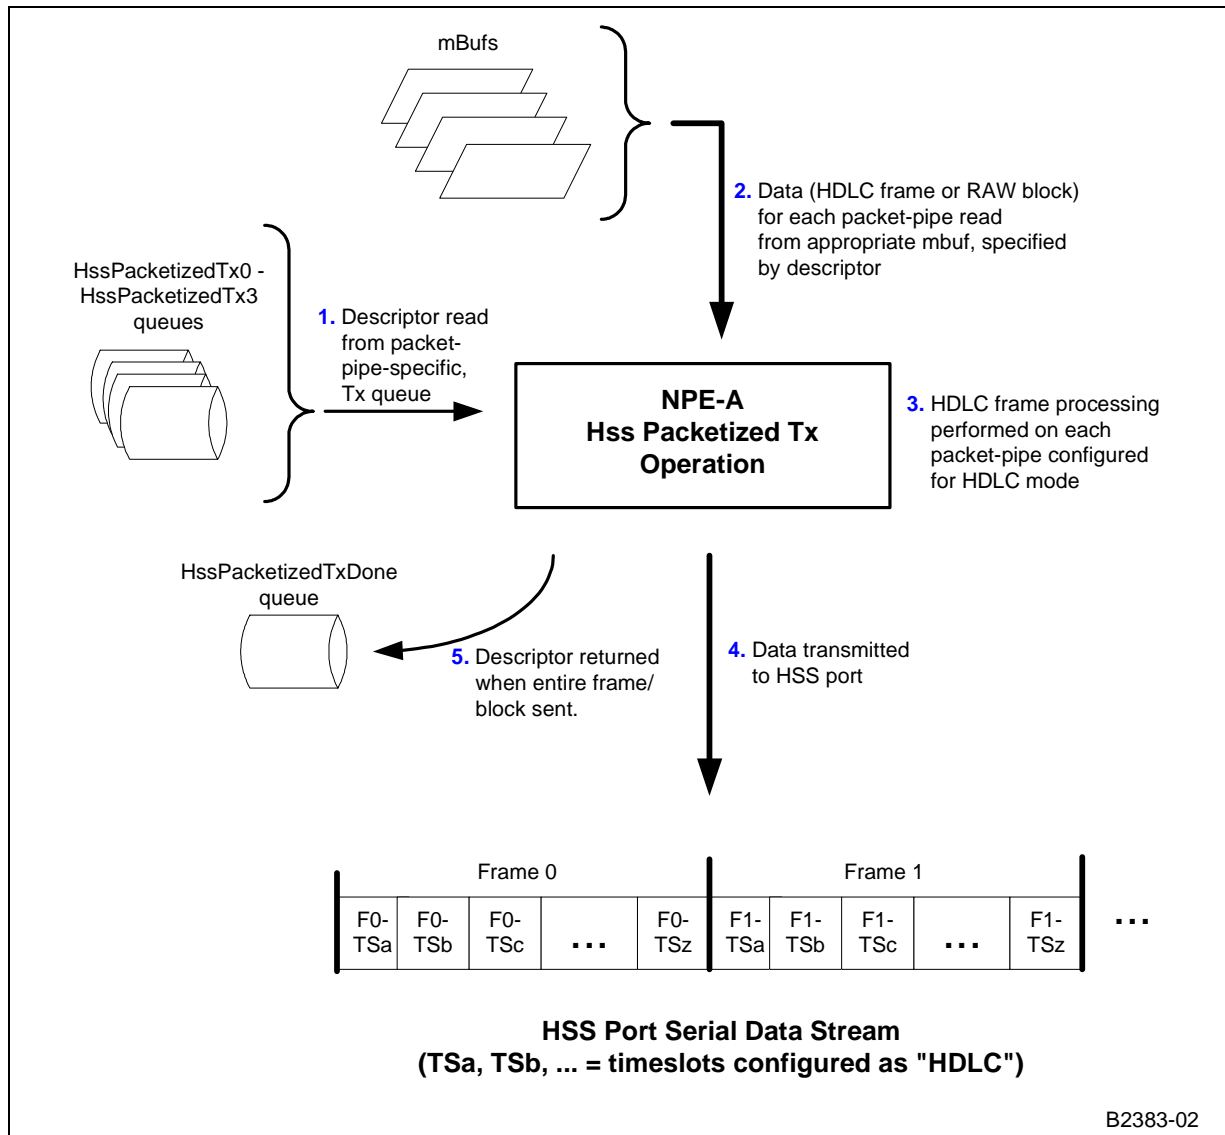 mBufs
2. Data (HDLC frame or RAW block)
for each packet-pipe read
from appropriate mbuf, specified
by descriptor
HssPacketizedTx0 -
HssPacketizedTx3
queues
1. Descriptor read
from packet-
pipe-specific,
Tx queue
NPE-A
Hss Packetized Tx
Operation
3. HDLC frame processing
performed on each
packet-pipe configured
for HDLC mode
HssPacketizedTxDone
queue
5. Descriptor returned
when entire frame/
block sent.
4. Data transmitted
to HSS port
Frame 0
Frame 1
F0-
TSa
F0-
TSb
F0-
TSc
...
F0-
TSz
F1-
TSa
F1-
TSb
F1-
TSc
...
F1-
TSz
...
HSS Port Serial Data Stream
(TSa, TSb, ... = timeslots configured as "HDLC")
B2383-02